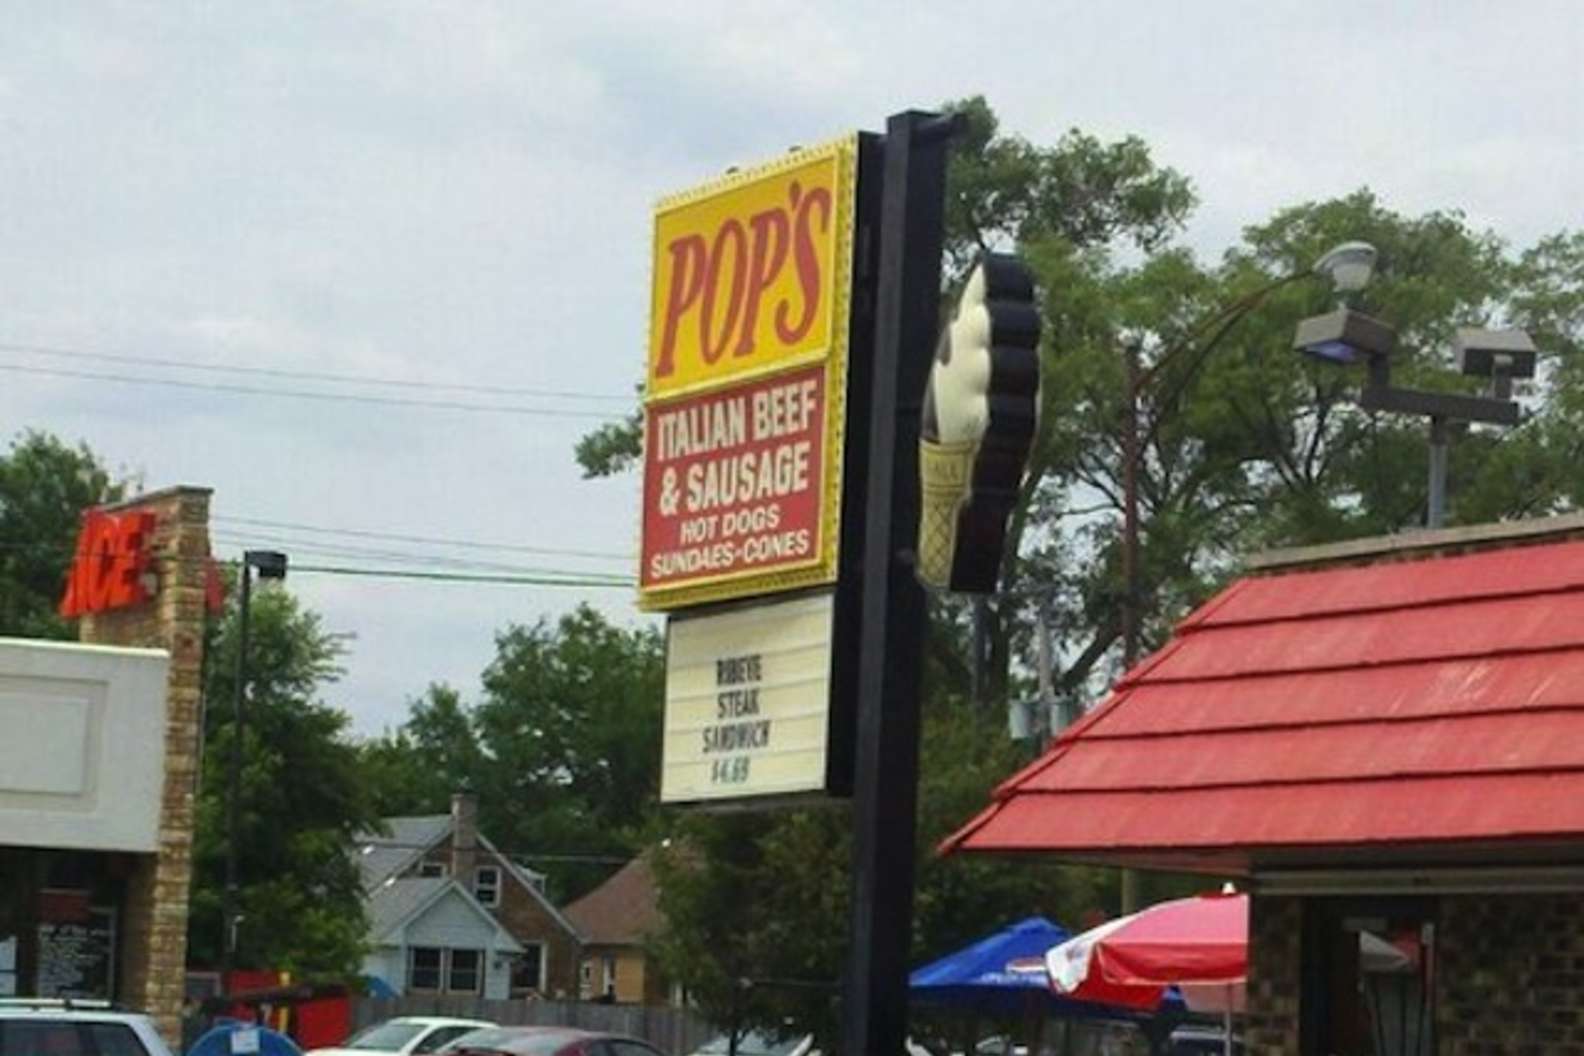 POP'S
ITALIAN BEEF
& SAUSAGE
HOT DOGS
SUNDAES-CONES
RIBEYE
STEAK
SANDWICH
$4.69
ACE